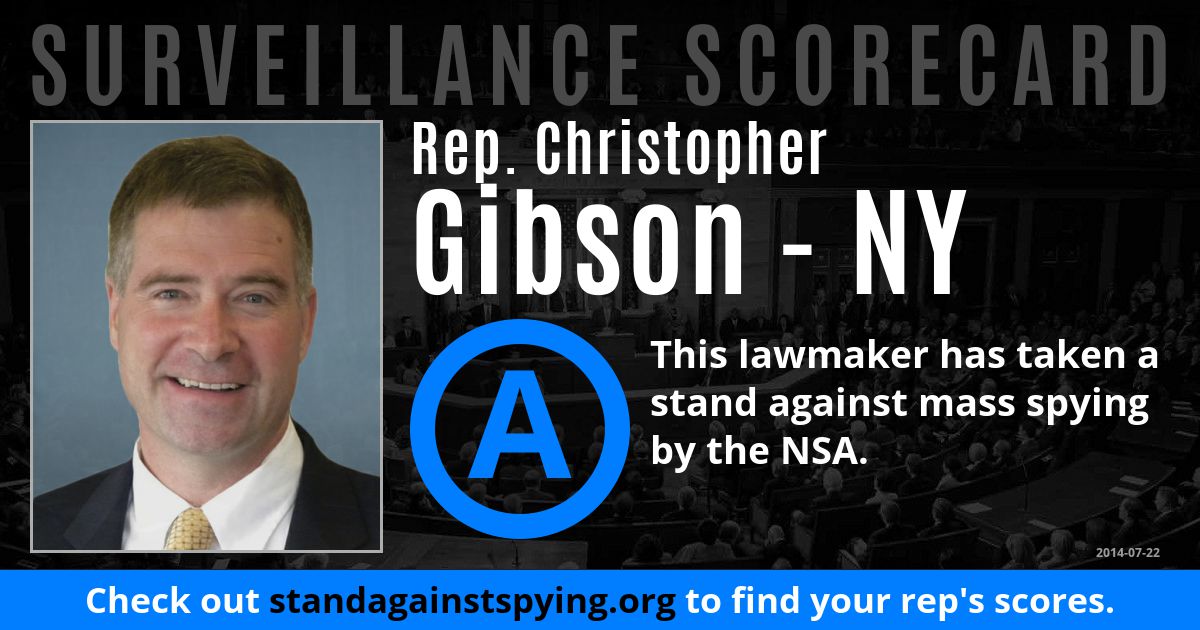 SURVEILLANCE SCORECARD
Rep. Christopher
Gibson - NY
A
This lawmaker has taken a
stand against mass spying
by the NSA.
2014-07-22
Check out standagainstspying.org to find your rep's scores.